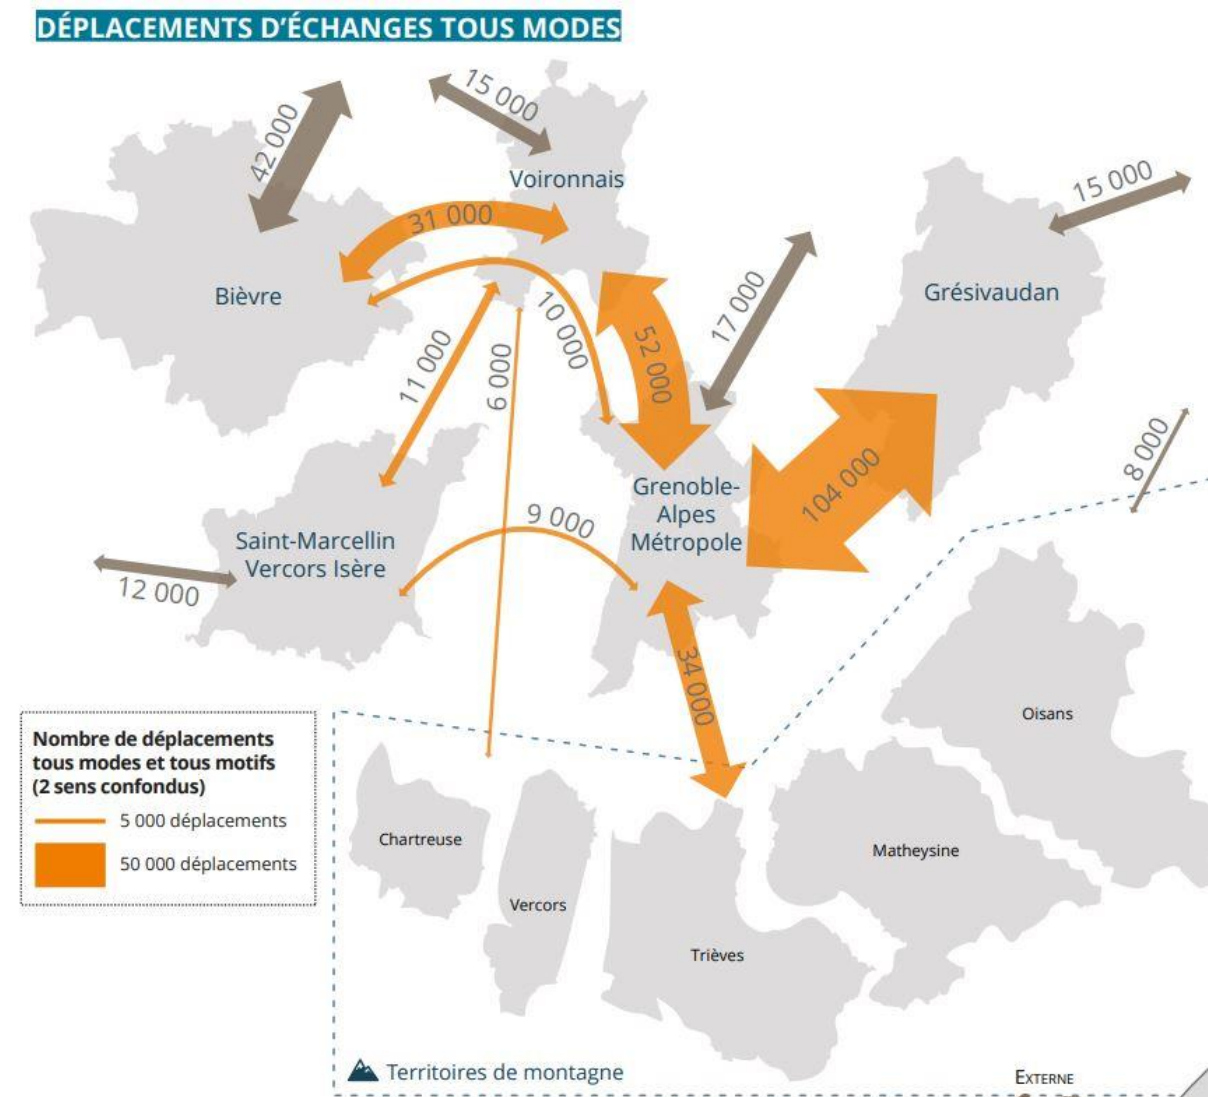 DÉPLACEMENTS D’ÉCHANGES TOUS MODES
42 000
15 000
Voironnais
15 000
31 000
Bièvre
Grésivaudan
10 000
17 000
11 000
6 000
52 000
8 000
104 000
Grenoble-
Alpes
Métropole
9 000
Saint-Marcellin
Vercors Isère
12 000
34 000
Oisans
Nombre de déplacements
tous modes et tous motifs
(2 sens confondus)
5 000 déplacements
50 000 déplacements
Chartreuse
Matheysine
Vercors
Trièves
Territoires de montagne
EXTERNE